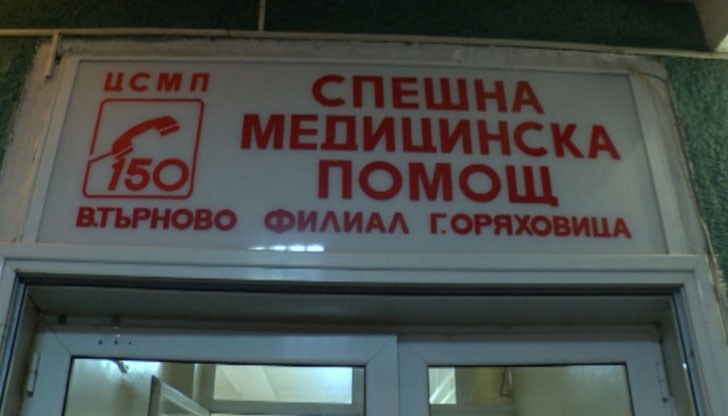 ЦСМП
150
СПЕШНА
МЕДИЦИНСКА
ПОМОЩ
В.ТЪРНОВО ФИЛИАЛ Г.ОРЯХОВИЦА